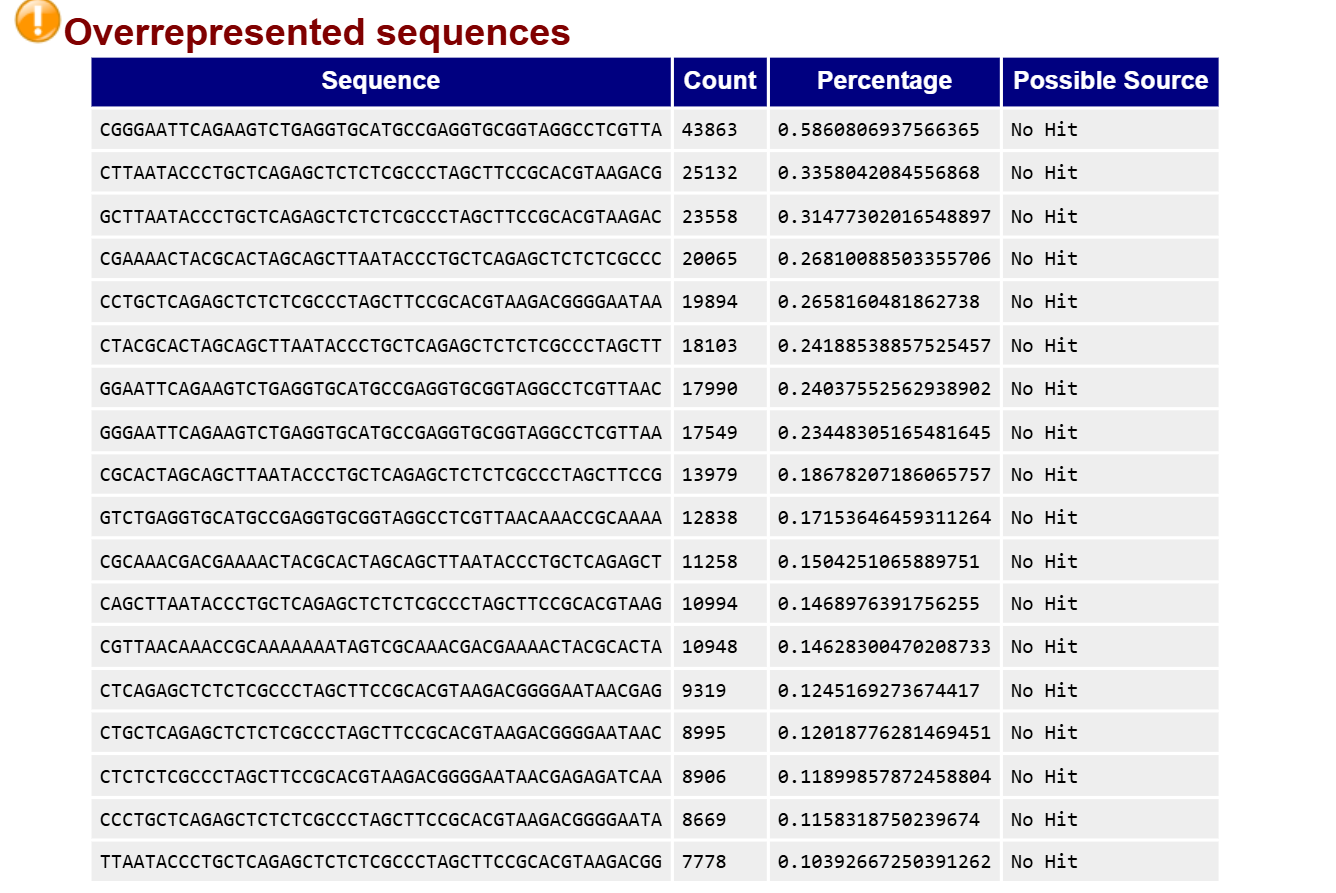 Overrepresented sequences
Sequence Count Percentage Possible Source
CGGGAATTCAGAAGTCTGAGGTGCATGCCGAGGTGCGGTAGGCCTCGTTA 43863 0.5860806937566365 No Hit
CTTAATACCCTGCTCAGAGCTCTCTCGCCCTAGCTTCCGCACGTAAGACG 25132 0.3358042084556868 No Hit
GCTTAATACCCTGCTCAGAGCTCTCTCGCCCTAGCTTCCGCACGTAAGAC 23558 0.31477302016548897 No Hit
CGAAAACTACGCACTAGCAGCTTAATACCCTGCTCAGAGCTCTCTCGCCC 20065 0.26810088503355706 No Hit
CCTGCTCAGAGCTCTCTCGCCCTAGCTTCCGCACGTAAGACGGGGAATAA 19894 0.2658160481862738 No Hit
CTACGCACTAGCAGCTTAATACCCTGCTCAGAGCTCTCTCGCCCTAGCTT 18103 0.24188538857525457 No Hit
GGAATTCAGAAGTCTGAGGTGCATGCCGAGGTGCGGTAGGCCTCGTTAAC 17990 0.24037552562938902 No Hit
GGGAATTCAGAAGTCTGAGGTGCATGCCGAGGTGCGGTAGGCCTCGTTAA 17549 0.23448305165481645 No Hit
CGCACTAGCAGCTTAATACCCTGCTCAGAGCTCTCTCGCCCTAGCTTCCG 13979 0.18678207186065757 No Hit
GTCTGAGGTGCATGCCGAGGTGCGGTAGGCCTCGTTAACAAACCGCAAAA 12838 0.17153646459311264 No Hit
CGCAAACGACGAAAACTACGCACTAGCAGCTTAATACCCTGCTCAGAGCT 11258 0.1504251065889751 No Hit
CAGCTTAATACCCTGCTCAGAGCTCTCTCGCCCTAGCTTCCGCACGTAAG 10994 0.1468976391756255 No Hit
CGTTAACAAACCGCAAAAAAATAGTCGCAAACGACGAAAACTACGCACTA 10948 0.14628300470208733 No Hit
CTCAGAGCTCTCTCGCCCTAGCTTCCGCACGTAAGACGGGGAATAACGAG 9319 0.1245169273674417 No Hit
CTGCTCAGAGCTCTCTCGCCCTAGCTTCCGCACGTAAGACGGGGAATAAC 8995 0.12018776281469451 No Hit
CTCTCTCGCCCTAGCTTCCGCACGTAAGACGGGGAATAACGAGAGATCAA 8906 0.11899857872458804 No Hit
CCCTGCTCAGAGCTCTCTCGCCCTAGCTTCCGCACGTAAGACGGGGAATA 8669 0.1158318750239674 No Hit
TTAATACCCTGCTCAGAGCTCTCTCGCCCTAGCTTCCGCACGTAAGACGG 7778 0.10392667250391262 No Hit